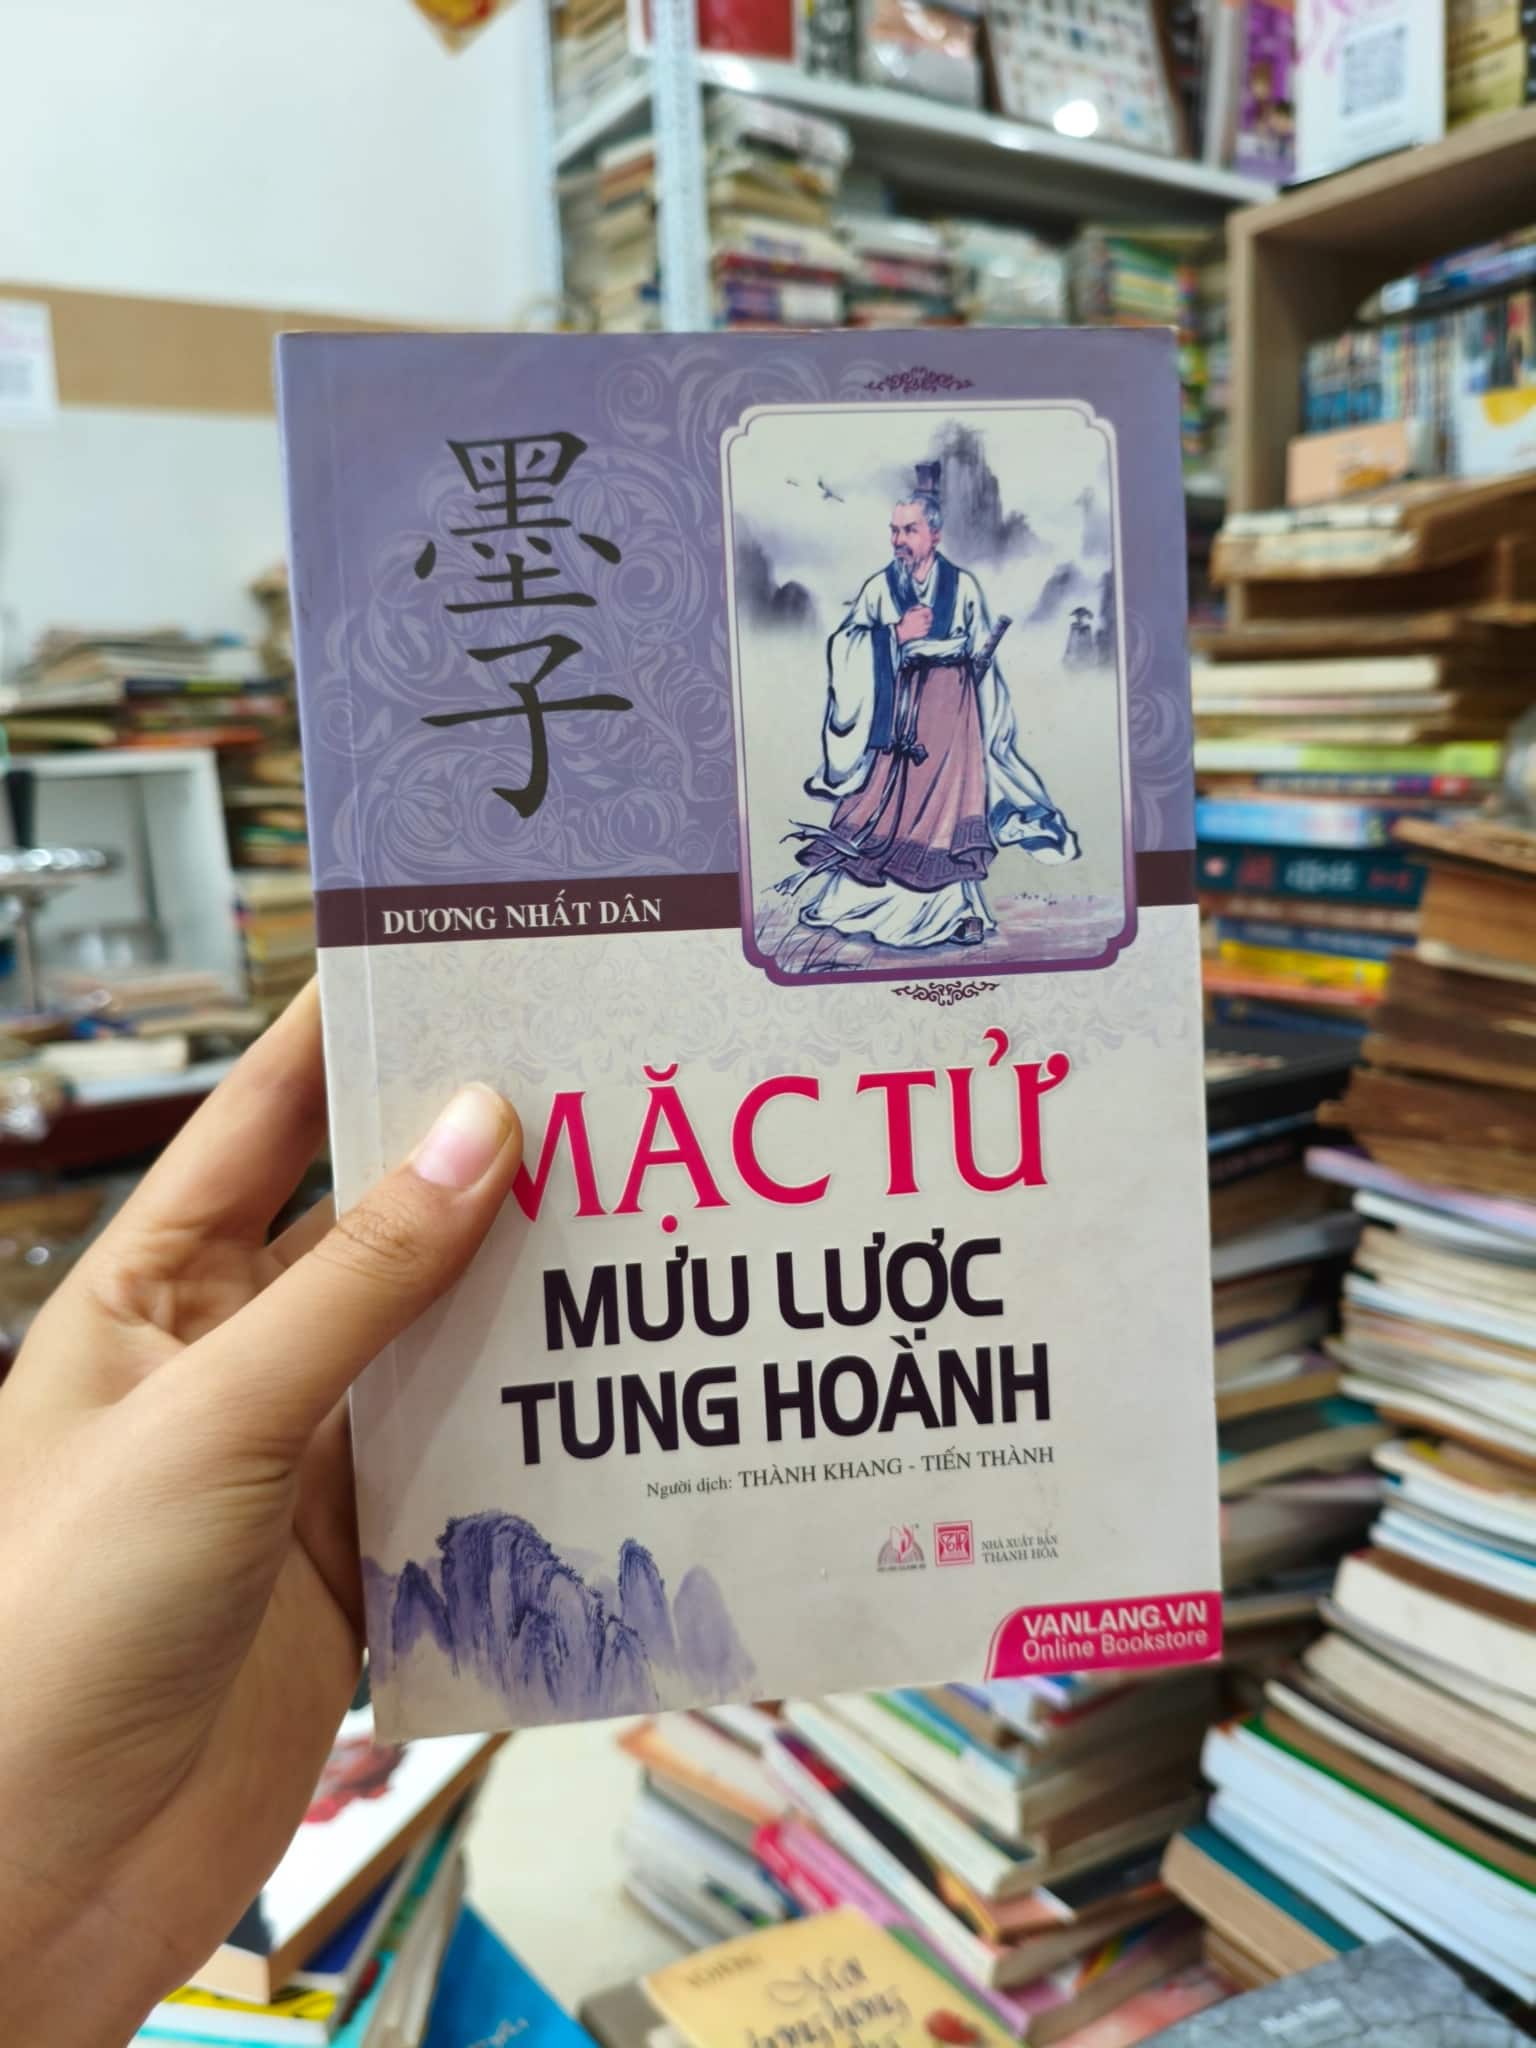 墨子
DƯƠNG NHẤT DÂN
MẶC TỬ
MƯU LƯỢC
TUNG HOÀNH
Người dịch: THÀNH KHANG - TIẾN THÀNH
NHÀ XUẤT BẢN
THANH HÓA
VANLANG.VN
Online Bookstore